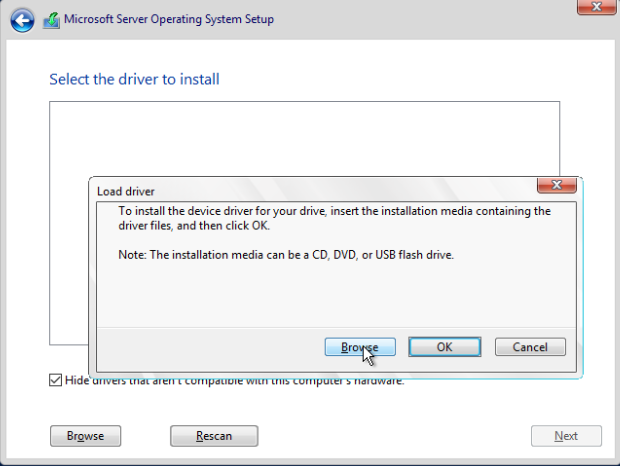 Microsoft Server Operating System Setup
Select the driver to install
Load driver
To install the device driver for your drive, insert the installation media containing the
driver files, and then click OK.
Note: The installation media can be a CD, DVD, or USB flash drive.
Browse
OK
Cancel
Hide drivers that aren't compatible with this computer's hardware.
Browse
Rescan
Next